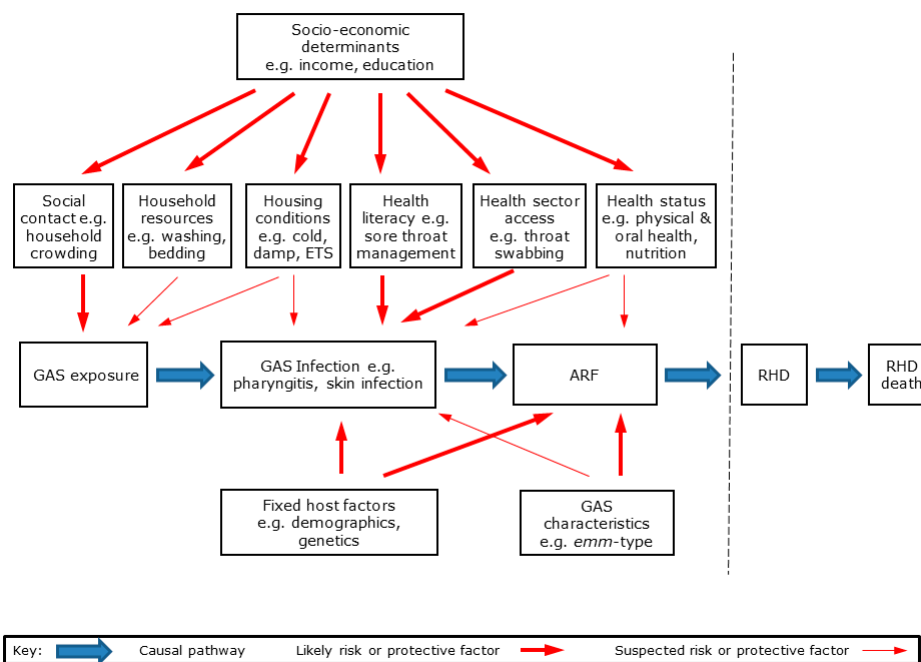 Socio-economic
determinants
e.g. income, education
Social
contact e.g.
household
crowding
Household
resources
e.g. washing,
bedding
Housing
conditions
e.g. cold,
damp, ETS
Health
literacy e.g.
sore throat
management
Health sector
access
e.g. throat
swabbing
Health status
e.g. physical &
oral health,
nutrition
GAS exposure
GAS Infection e.g.
pharyngitis, skin infection
ARF
RHD
RHD
death
Fixed host factors
e.g. demographics,
genetics
GAS
characteristics
e.g. emm-type
Key: Causal pathway Likely risk or protective factor Suspected risk or protective factor